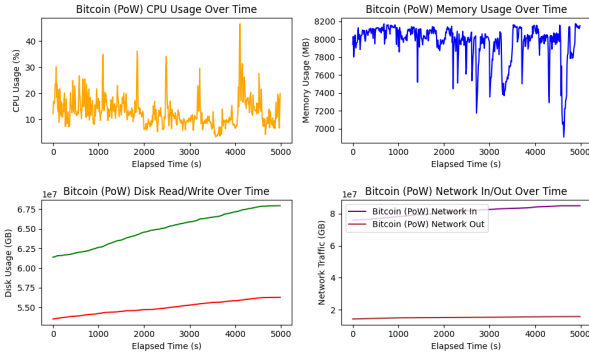 Bitcoin (PoW) CPU Usage Over Time
CPU Usage (%)
40
30
20
10
0 1000 2000 3000 4000 5000
Elapsed Time (s)
Bitcoin (PoW) Memory Usage Over Time
Memory Usage (MB)
8200
8000
7800
7600
7400
7200
7000
0 1000 2000 3000 4000 5000
Elapsed Time (s)
Bitcoin (PoW) Disk Read/Write Over Time
1e7
Disk Usage (GB)
6.75
6.50
6.25
6.00
5.75
5.50
0 1000 2000 3000 4000 5000
Elapsed Time (s)
Bitcoin (PoW) Network In/Out Over Time
1e7
Network Traffic (GB)
8
6
4
2
Bitcoin (PoW) Network In
Bitcoin (PoW) Network Out
0 1000 2000 3000 4000 5000
Elapsed Time (s)